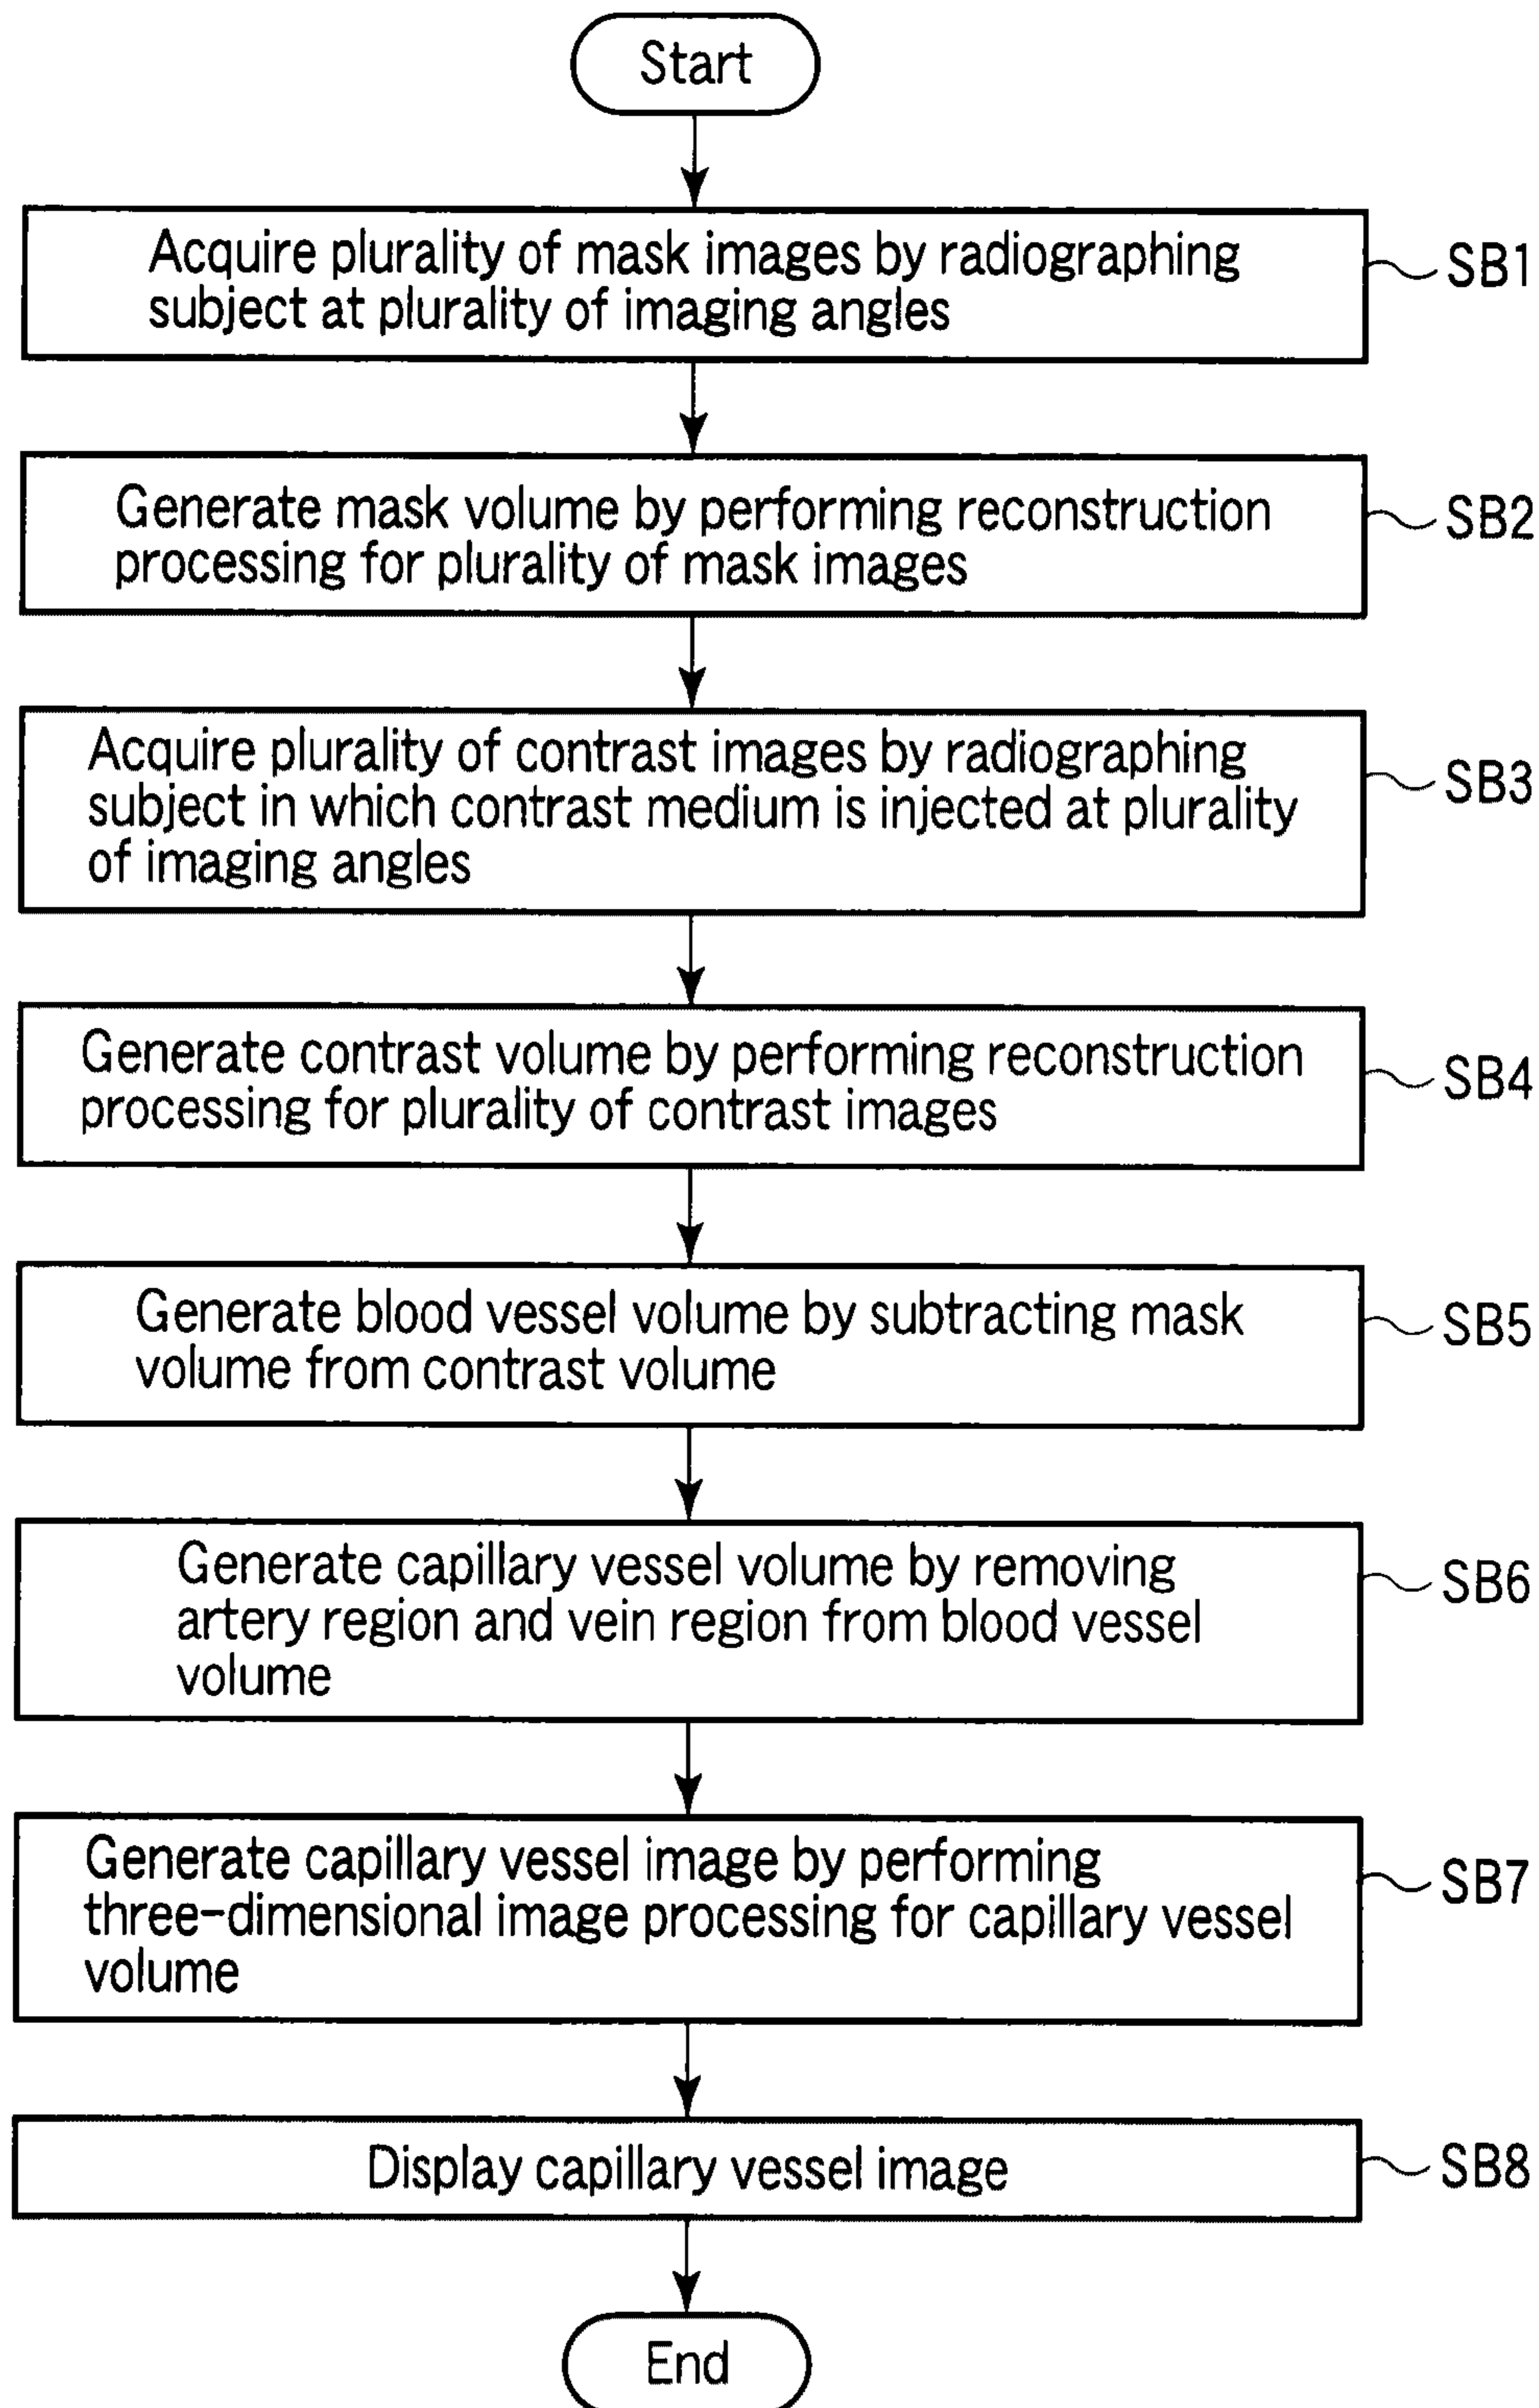 Start
Acquire plurality of mask images by radiographing
subject at plurality of imaging angles
SB1
Generate mask volume by performing reconstruction
processing for plurality of mask images
SB2
Acquire plurality of contrast images by radiographing
subject in which contrast medium is injected at plurality
of imaging angles
SB3
Generate contrast volume by performing reconstruction
processing for plurality of contrast images
SB4
Generate blood vessel volume by subtracting mask
volume from contrast volume
SB5
Generate capillary vessel volume by removing
artery region and vein region from blood vessel
volume
SB6
Generate capillary vessel image by performing
three-dimensional image processing for capillary vessel
volume
SB7
Display capillary vessel image
SB8
End